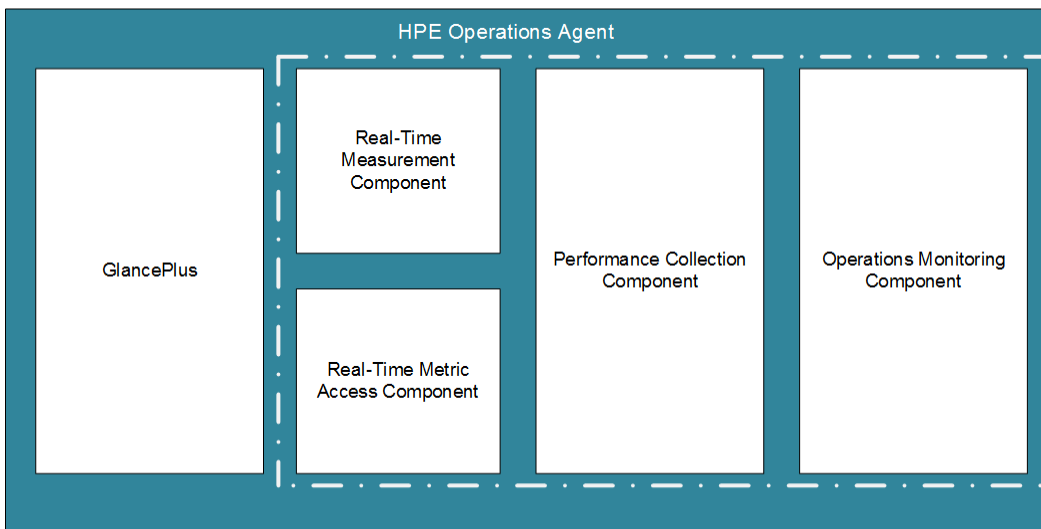 HPE Operations Agent
GlancePlus
Real-Time
Measurement
Component
Real-Time Metric
Access Component
Performance Collection
Component
Operations Monitoring
Component